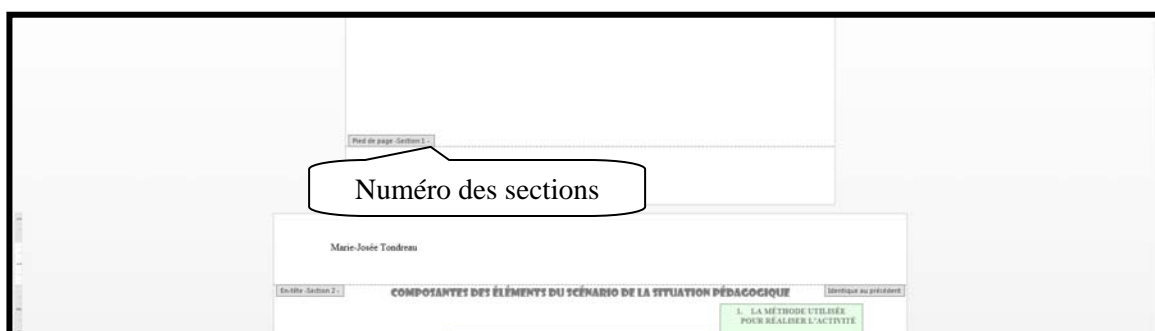 Pied de page -Section 1 -
Numéro des sections
Marie-Josée Tondreau
En-tête -Section 2 -
Identique au précédent
COMPOSANTES DES ÉLÉMENTS DU SCÉNARIO DE LA SITUATION PÉDAGOGIQUE
1. LA MÉTHODE UTILISÉE
POUR RÉALISER L'ACTIVITÉ